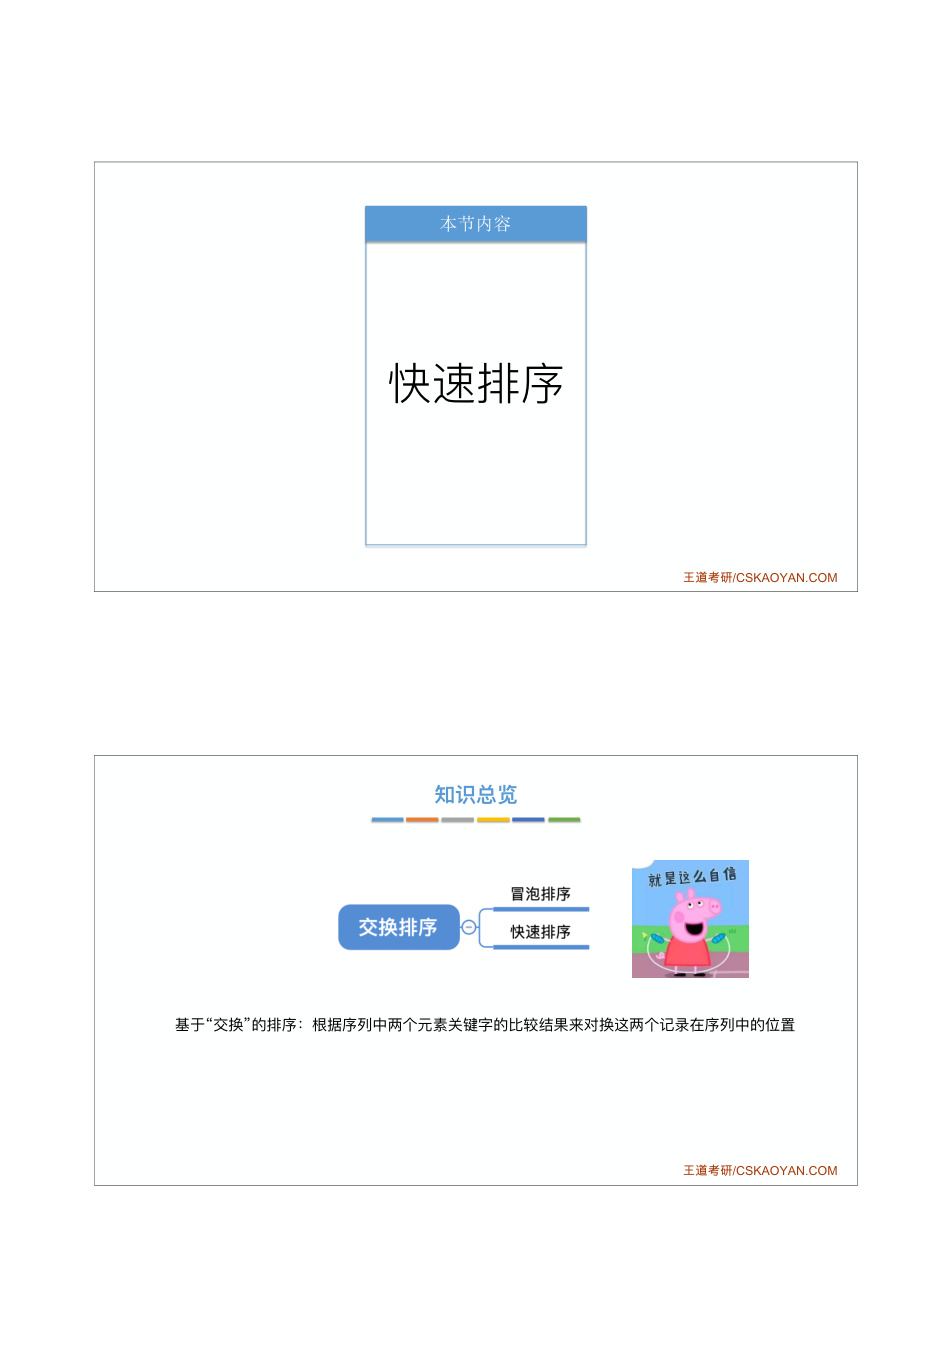 本节内容
快速排序
王道考研/CSKAOYAN.COM
知识总览
就是这么自信
冒泡排序
交换排序
快速排序
基于“交换”的排序：根据序列中两个元素关键字的比较结果来对换这两个记录在序列中的位置
王道考研/CSKAOYAN.COM